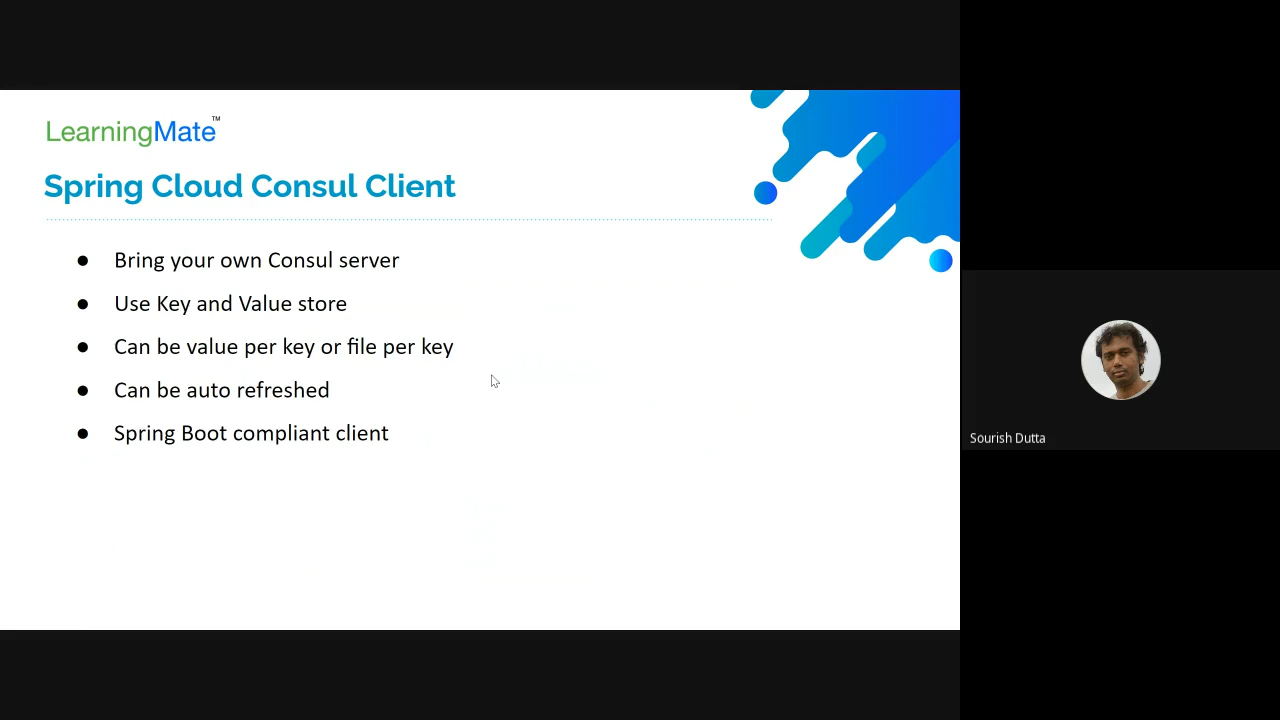 LearningMate™
Spring Cloud Consul Client
● Bring your own Consul server
● Use Key and Value store
● Can be value per key or file per key
● Can be auto refreshed
● Spring Boot compliant client
Sourish Dutta